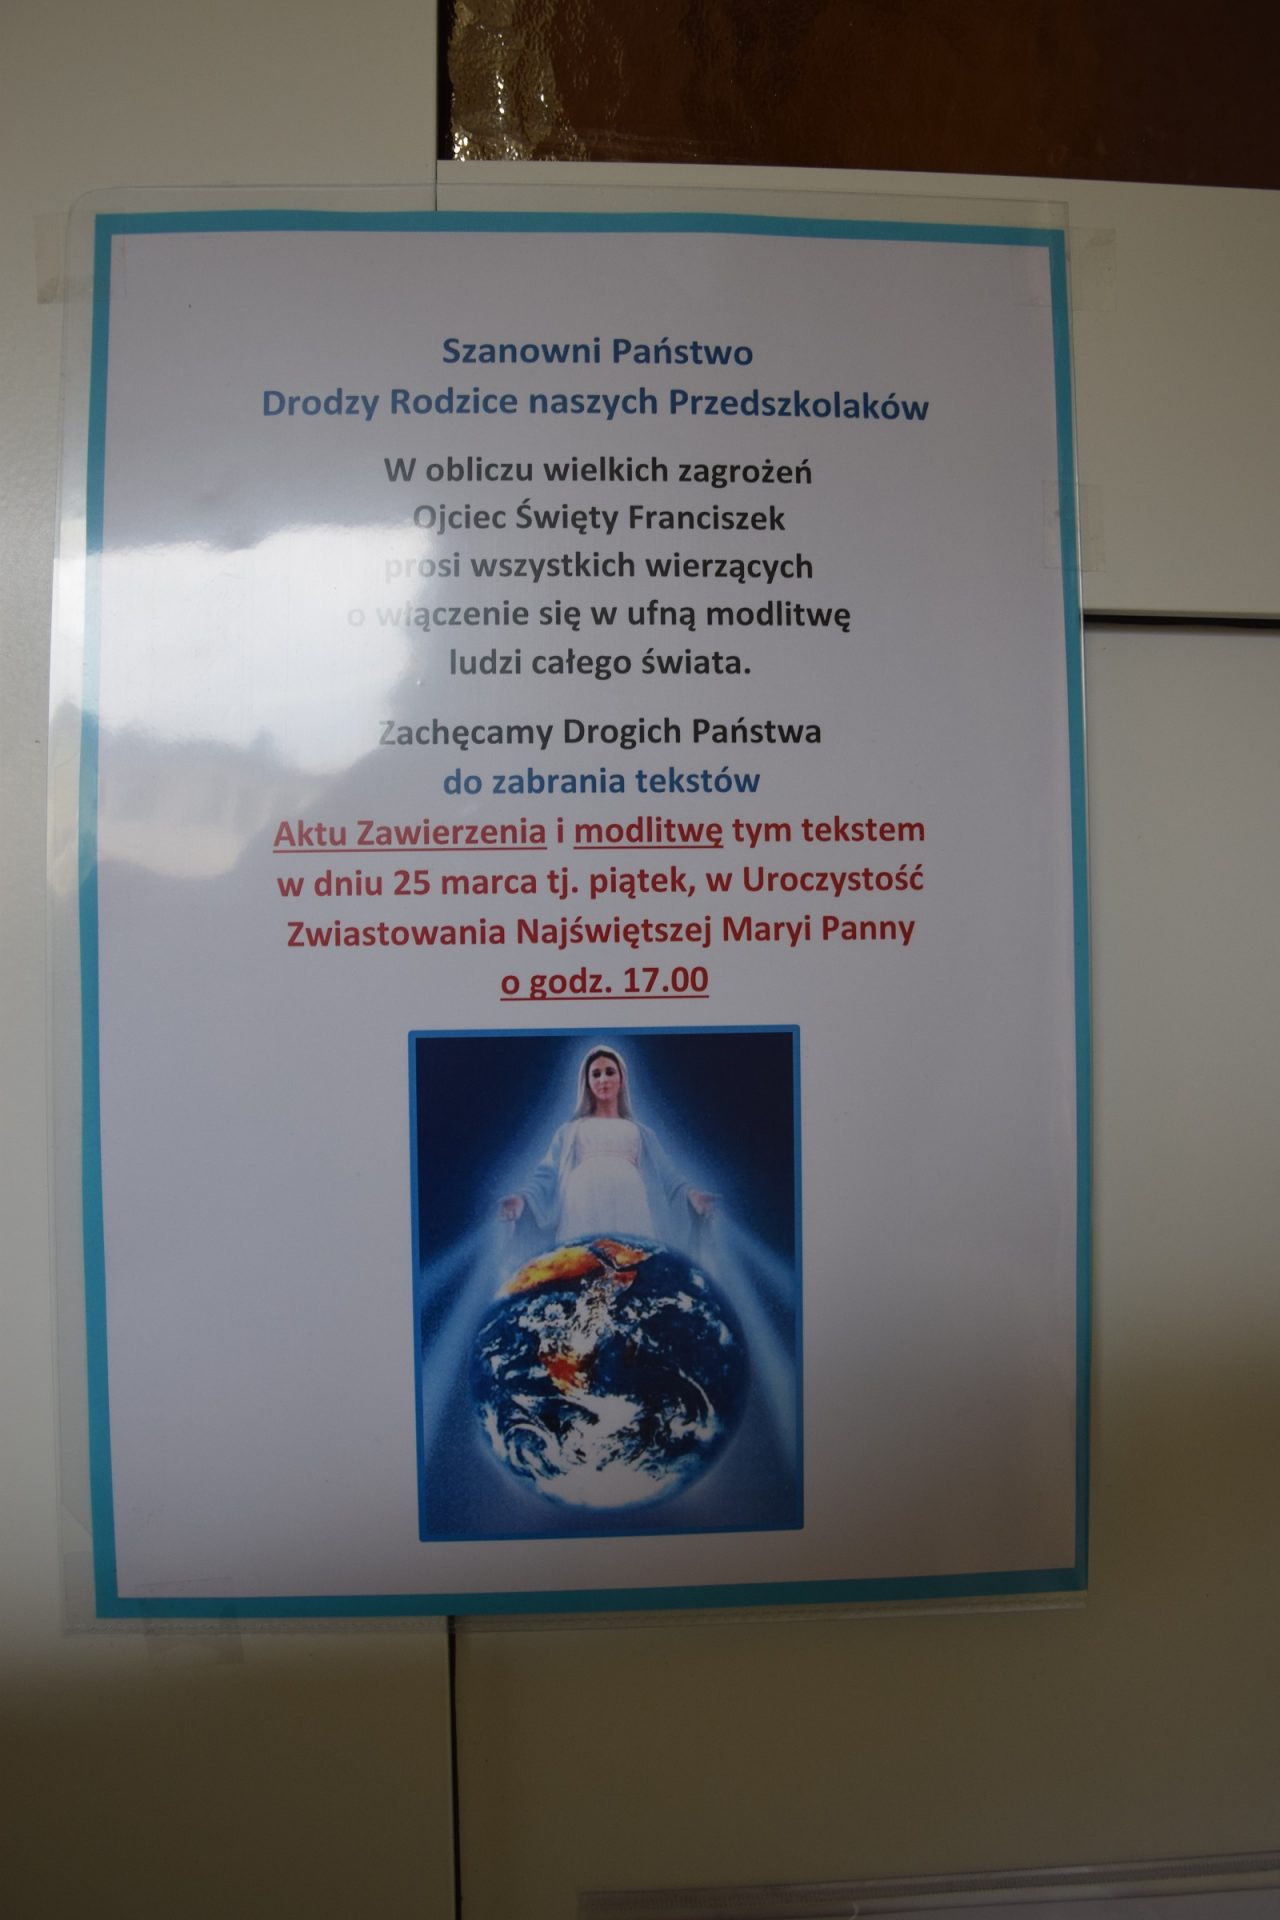 Szanowni Państwo
Drodzy Rodzice naszych Przedszkolaków
W obliczu wielkich zagrożeń
Ojciec Święty Franciszek
prosi wszystkich wierzących
o włączenie się w ufną modlitwę
ludzi całego świata.
Zachęcamy Drogich Państwa
do zabrania tekstów
Aktu Zawierzenia i modlitwę tym tekstem
w dniu 25 marca tj. piątek, w Uroczystość
Zwiastowania Najświętszej Maryi Panny
o godz. 17.00